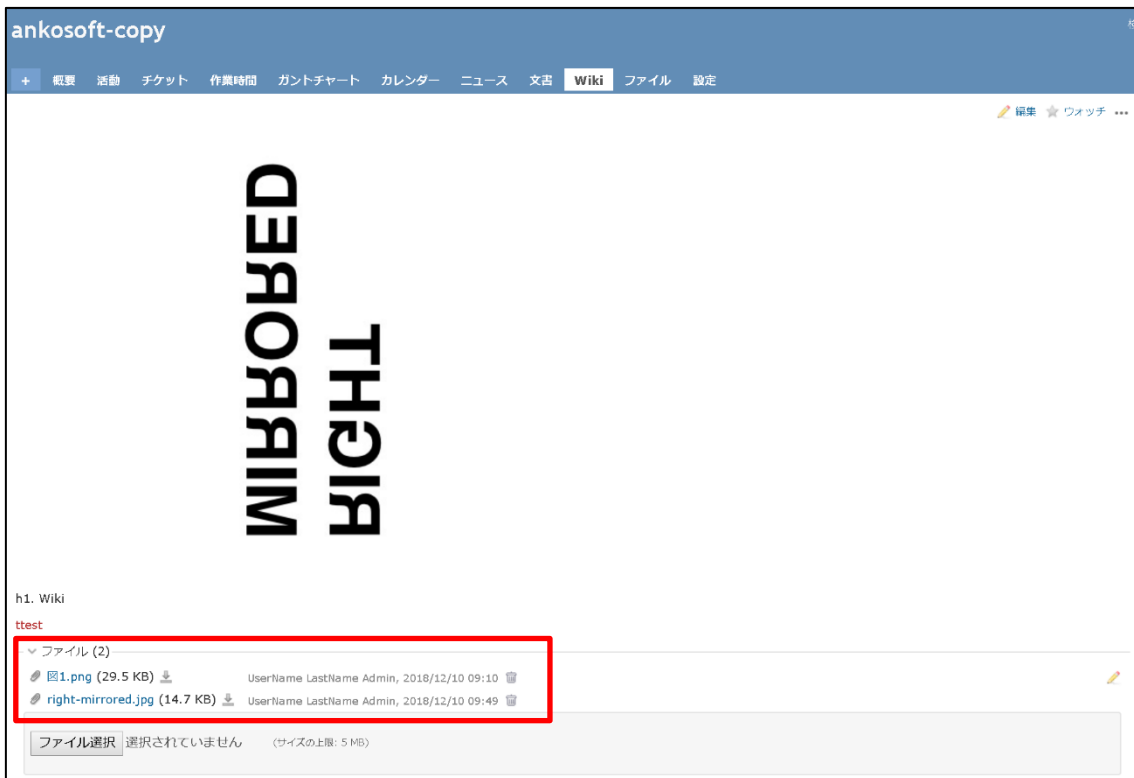 ankosoft-copy
+ 概要 活動 チケット 作業時間 ガントチャート カレンダー ニュース 文書 Wiki ファイル 設定
編集 ウォッチ •••
MIRRORED
RIGHT
h1. Wiki
ttest
ファイル (2)
図1.png (29.5 KB) UserName LastName Admin, 2018/12/10 09:10
right-mirrored.jpg (14.7 KB) UserName LastName Admin, 2018/12/10 09:49
ファイル選択 選択されていません (サイズの上限: 5 MB)